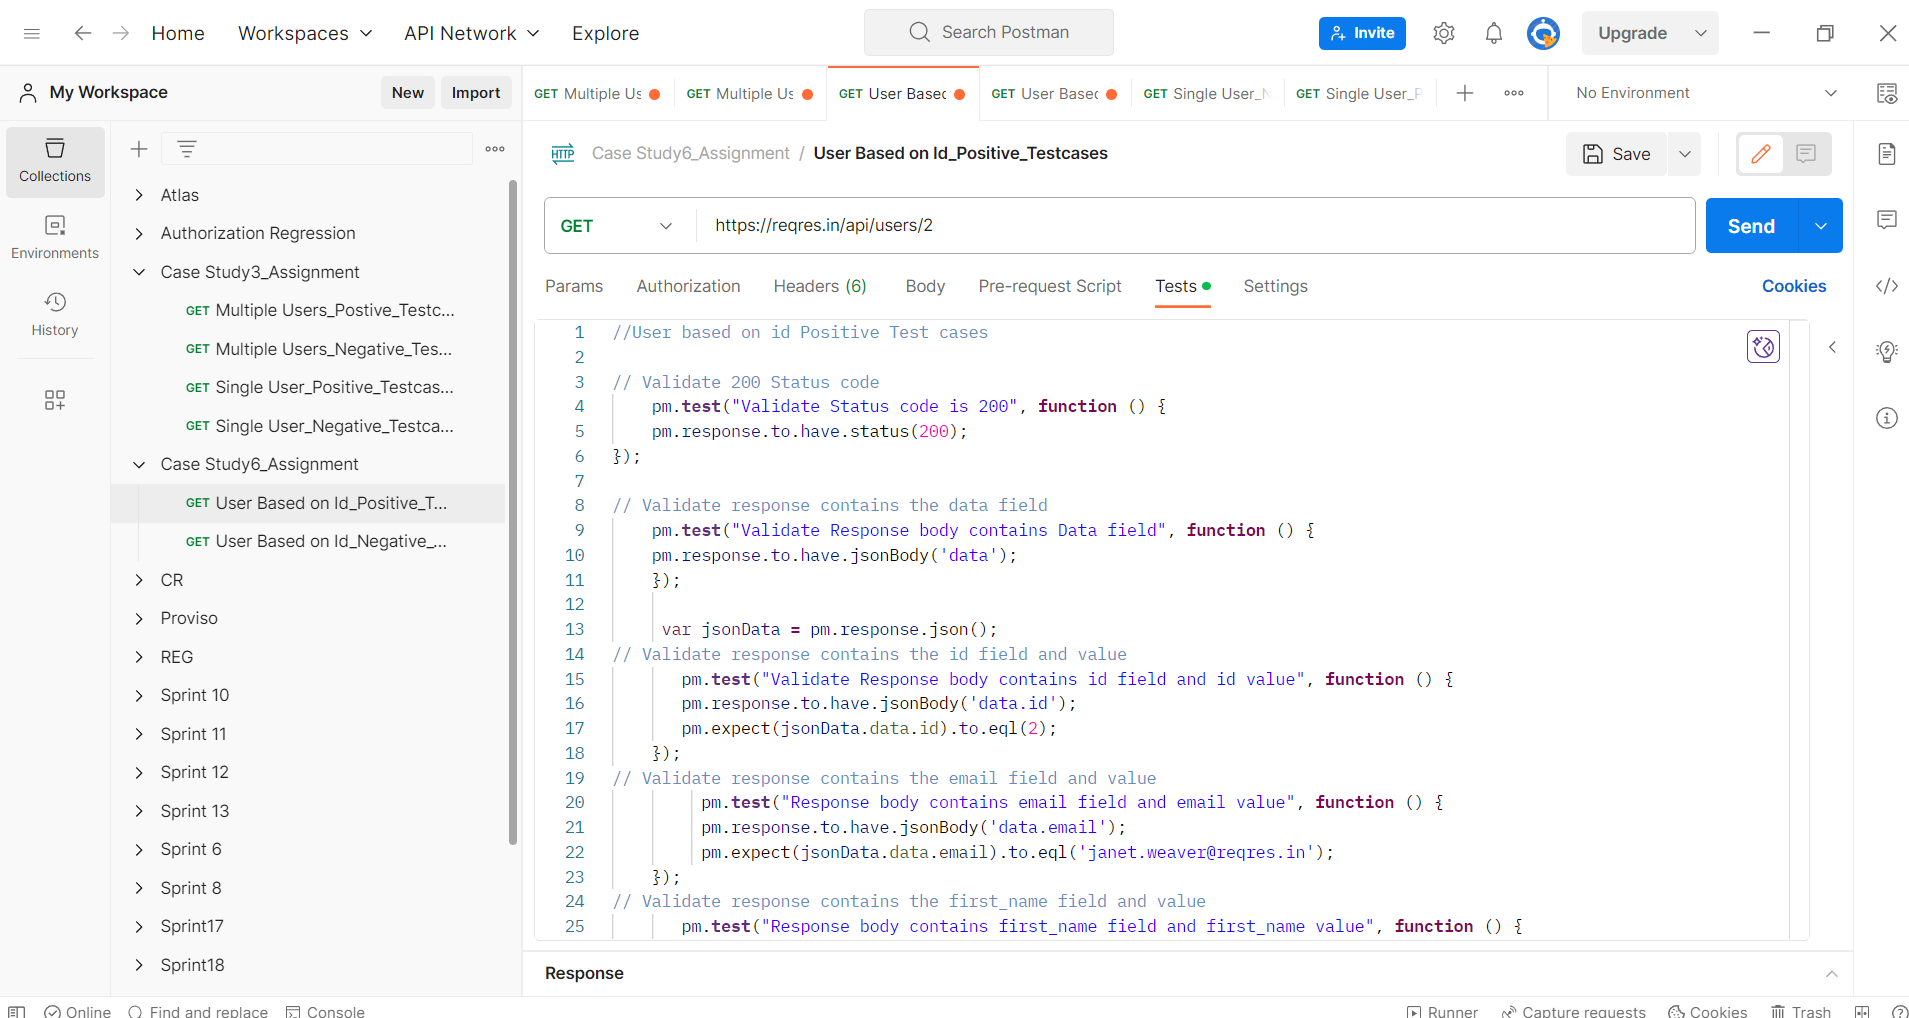 Home Workspaces API Network Explore Search Postman Invite Upgrade
My Workspace New Import
GET Multiple Us GET Multiple Us GET User Based GET User Based GET Single User_N GET Single User_P No Environment
Collections
Environments
History
Atlas
Authorization Regression
Case Study3_Assignment
GET Multiple Users_Postive_Testc...
GET Multiple Users_Negative_Tes...
GET Single User_Positive_Testcas...
GET Single User_Negative_Testca...
Case Study6_Assignment
GET User Based on Id_Positive_T...
GET User Based on Id_Negative_...
CR
Proviso
REG
Sprint 10
Sprint 11
Sprint 12
Sprint 13
Sprint 6
Sprint 8
Sprint17
Sprint18
HTTP Case Study6_Assignment / User Based on Id_Positive_Testcases Save
GET https://reqres.in/api/users/2 Send
Params Authorization Headers (6) Body Pre-request Script Tests Settings Cookies
1 //User based on id Positive Test cases
2
3 // Validate 200 Status code
4 pm.test("Validate Status code is 200", function () {
5 pm.response.to.have.status(200);
6 });
7
8 // Validate response contains the data field
9 pm.test("Validate Response body contains Data field", function () {
10 pm.response.to.have.jsonBody('data');
11 });
12
13 var jsonData = pm.response.json();
14 // Validate response contains the id field and value
15 pm.test("Validate Response body contains id field and id value", function () {
16 pm.response.to.have.jsonBody('data.id');
17 pm.expect(jsonData.data.id).to.eql(2);
18 });
19 // Validate response contains the email field and value
20 pm.test("Response body contains email field and email value", function () {
21 pm.response.to.have.jsonBody('data.email');
22 pm.expect(jsonData.data.email).to.eql('janet.weaver@reqres.in');
23 });
24 // Validate response contains the first_name field and value
25 pm.test("Response body contains first_name field and first_name value", function () {
Response
Online Find and replace Console Runner Capture requests Cookies Trash